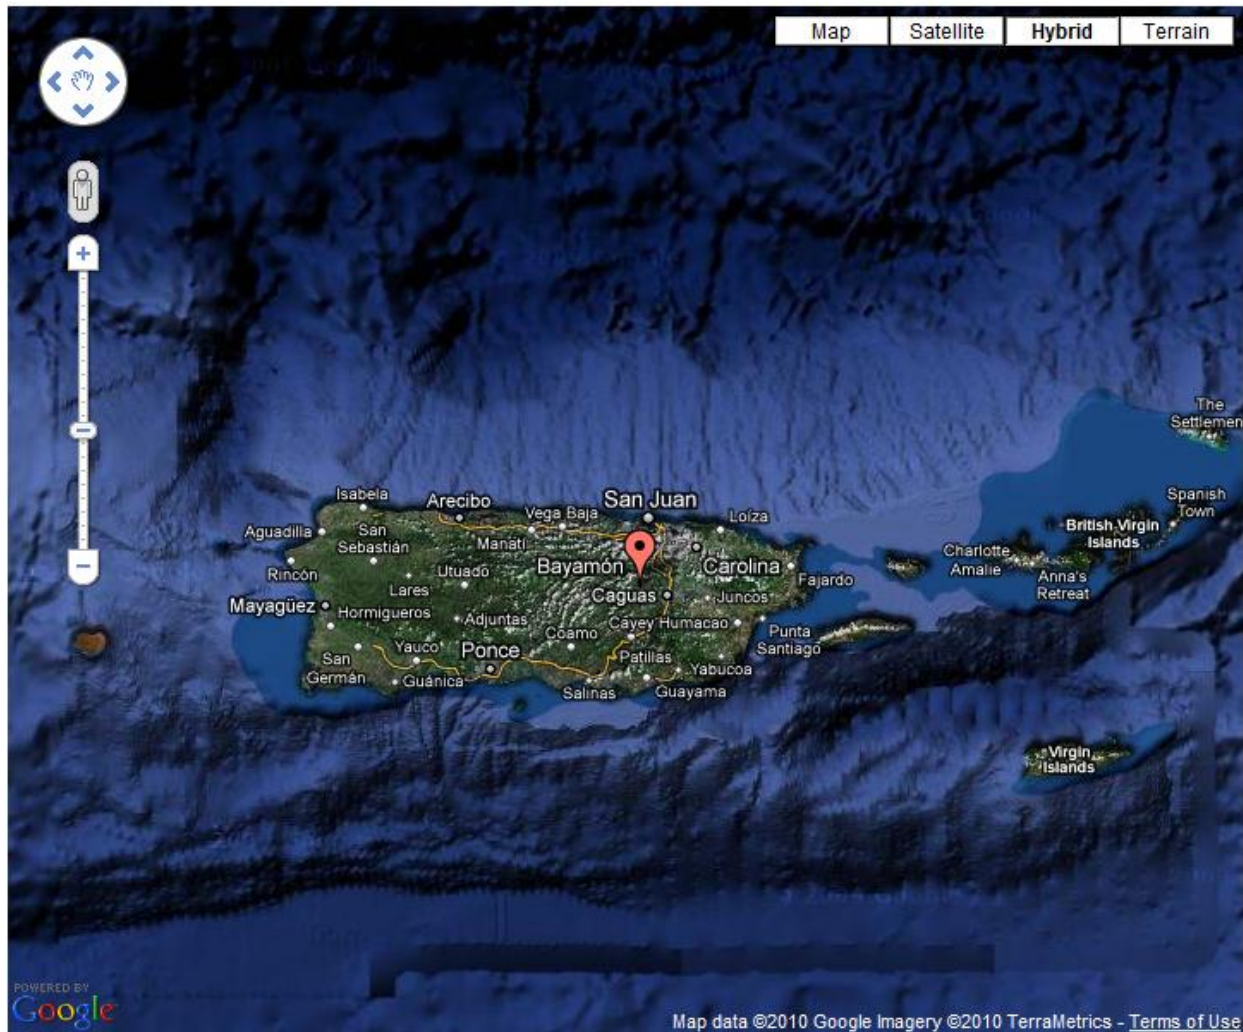 Map
Satellite
Hybrid
Terrain
The
Settlemen
Isabela
Arecibo
San Juan
Vega Baja
Loíza
Spanish
Town
Aguadilla
San
Sebastián
Manatí
British Virgin
Islands
Rincón
Utuado
Bayamón
Carolina
Fajardo
Charlotte
Amalie
Anna's
Retreat
Lares
Caguas
Juncos
Mayagüez
Hormigueros
Adjuntas
Coamo
Cayey
Humacao
Punta
Santiago
San
Germán
Yauco
Ponce
Patillas
Yabucoa
Guánica
Salinas
Guayama
Virgin
Islands
POWERED BY
Google
Map data ©2010 Google Imagery ©2010 TerraMetrics - Terms of Use